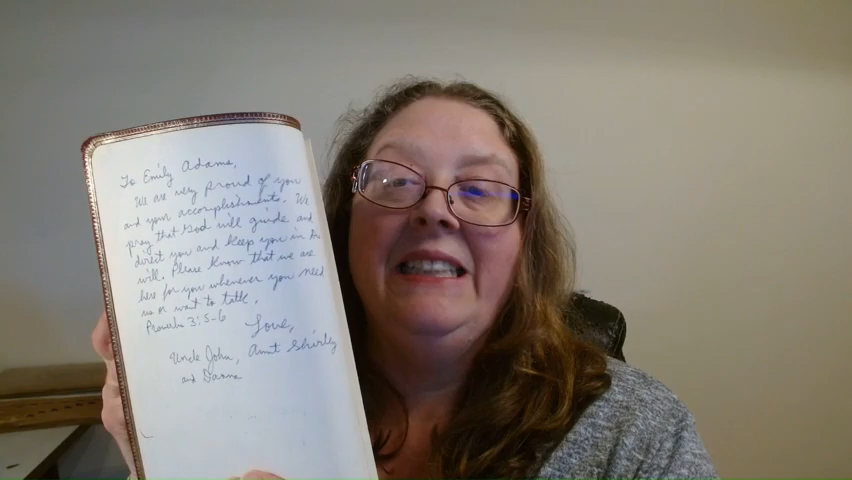 To Emily Adams,
We are very proud of you
and your accomplishments. We
pray that God will guide and
direct you and keep you in his
will. Please know that we are
here for you whenever you need
us or want to talk.
Proverbs 3:5-6
Love,
Uncle John, Aunt Shirley
and